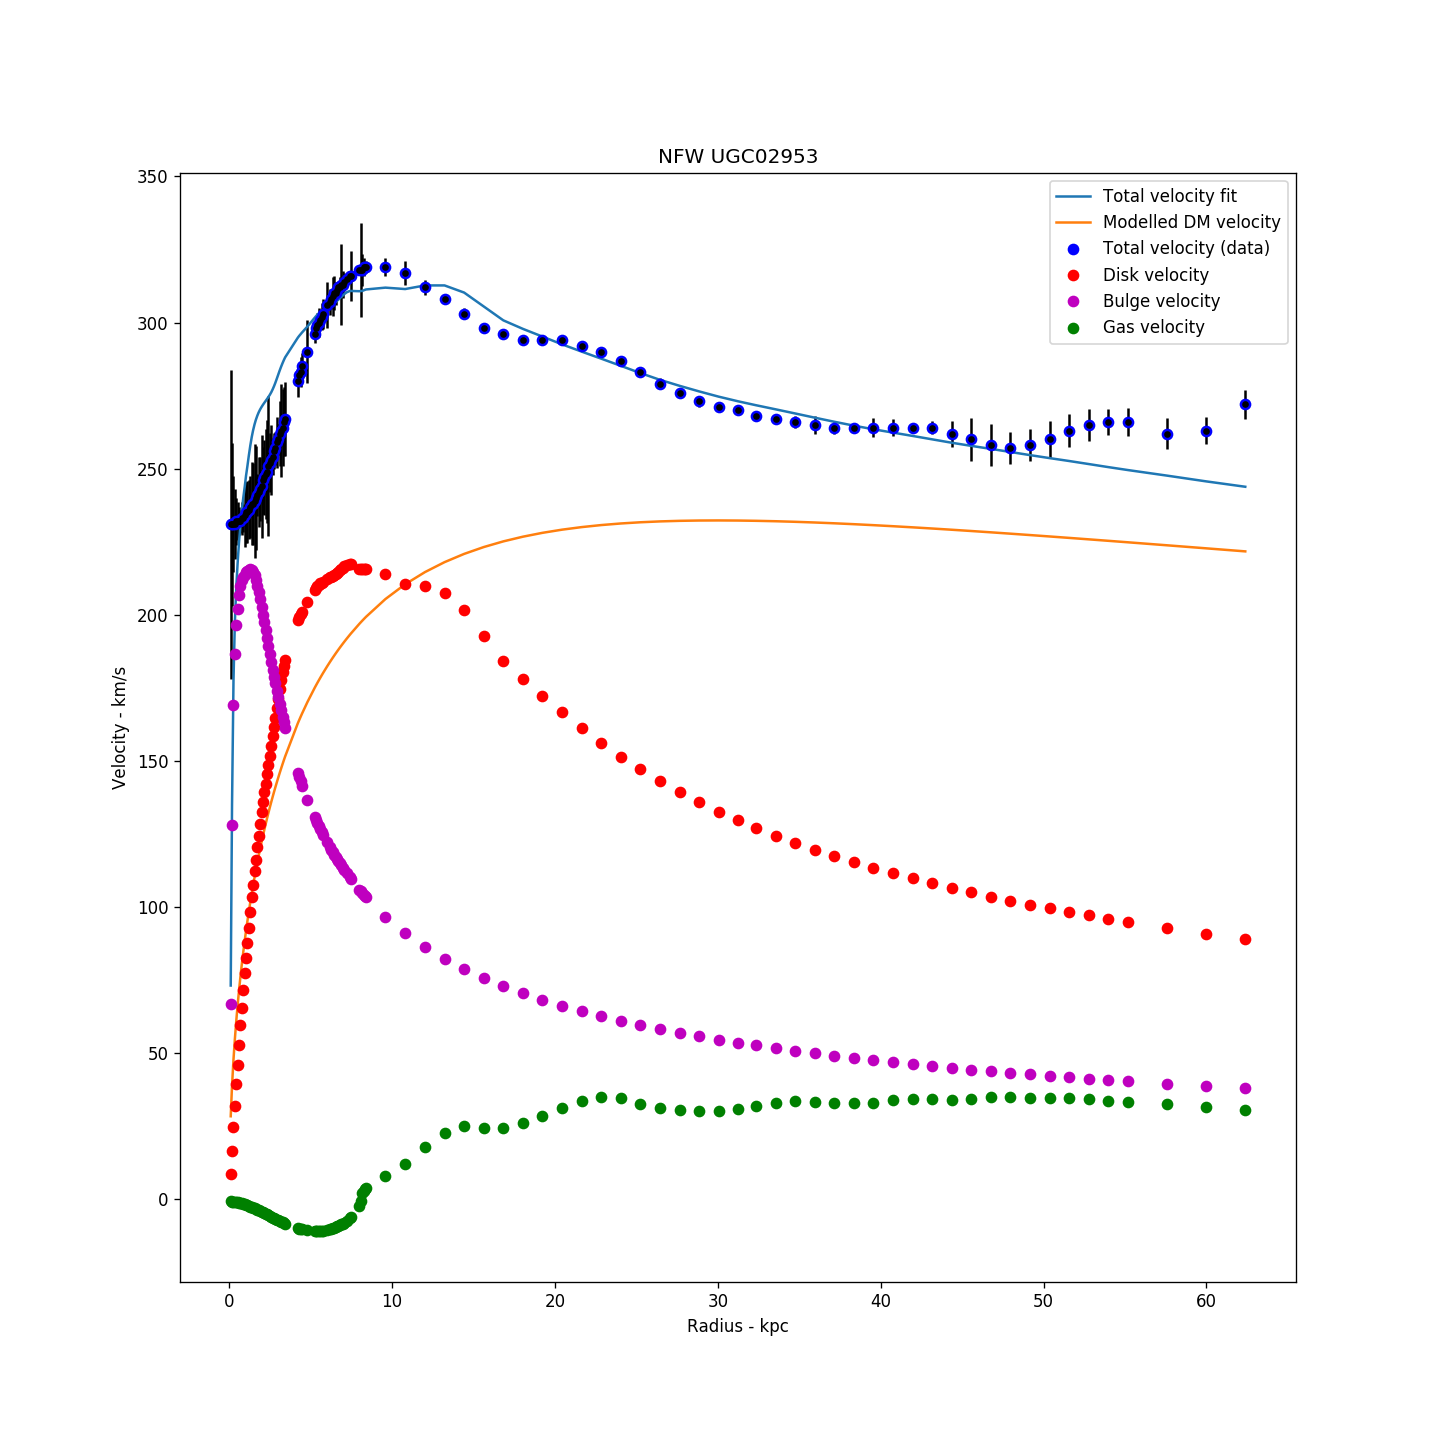 NFW UGC02953
350
300
250
200
150
100
50
0
Velocity - km/s
Total velocity fit
Modelled DM velocity
Total velocity (data)
Disk velocity
Bulge velocity
Gas velocity
0 10 20 30 40 50 60
Radius - kpc